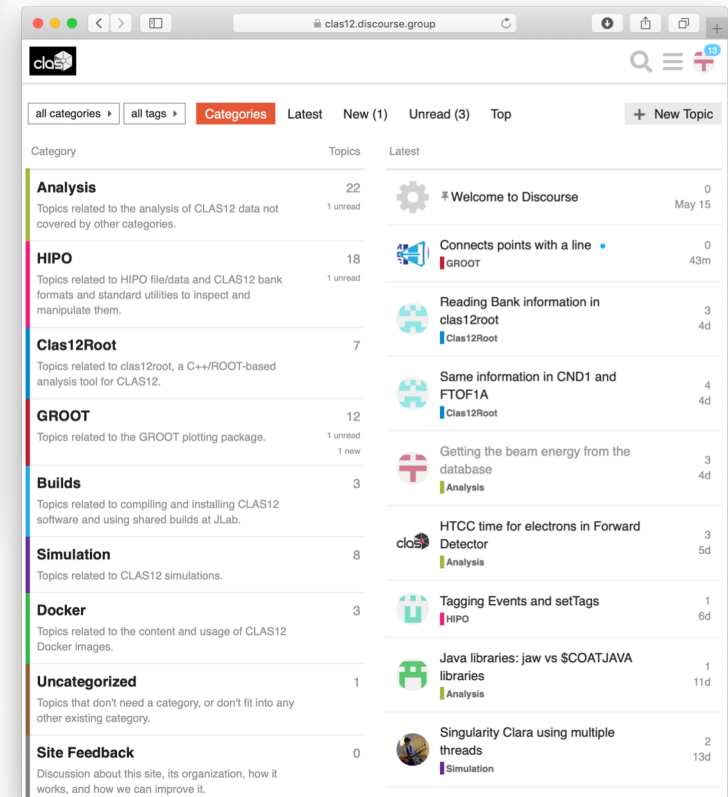 clas12.discourse.group
clas
13
all categories
all tags
Categories
Latest
New (1)
Unread (3)
Top
+ New Topic
Category
Topics
Analysis
22
Topics related to the analysis of CLAS12 data not
1 unread
covered by other categories.
HIPO
18
Topics related to HIPO file/data and CLAS12 bank
1 unread
formats and standard utilities to inspect and
manipulate them.
Clas12Root
7
Topics related to clas12root, a C++/ROOT-based
analysis tool for CLAS12.
GROOT
12
Topics related to the GROOT plotting package.
1 unread
1 new
Builds
3
Topics related to compiling and installing CLAS12
software and using shared builds at JLab.
Simulation
8
Topics related to CLAS12 simulations.
Docker
3
Topics related to the content and usage of CLAS12
Docker images.
Uncategorized
1
Topics that don't need a category, or don't fit into any
other existing category.
Site Feedback
0
Discussion about this site, its organization, how it
works, and how we can improve it.
Latest
Welcome to Discourse
0
May 15
Connects points with a line
0
GROOT
43m
Reading Bank information in
clas12root
3
Clas12Root
4d
Same information in CND1 and
FTOF1A
4
Clas12Root
4d
Getting the beam energy from the
database
3
Analysis
4d
clas
HTCC time for electrons in Forward
Detector
3
Analysis
5d
Tagging Events and setTags
1
HIPO
6d
Java libraries: jaw vs $COATJAVA
libraries
1
Analysis
11d
Singularity Clara using multiple
threads
2
Simulation
13d